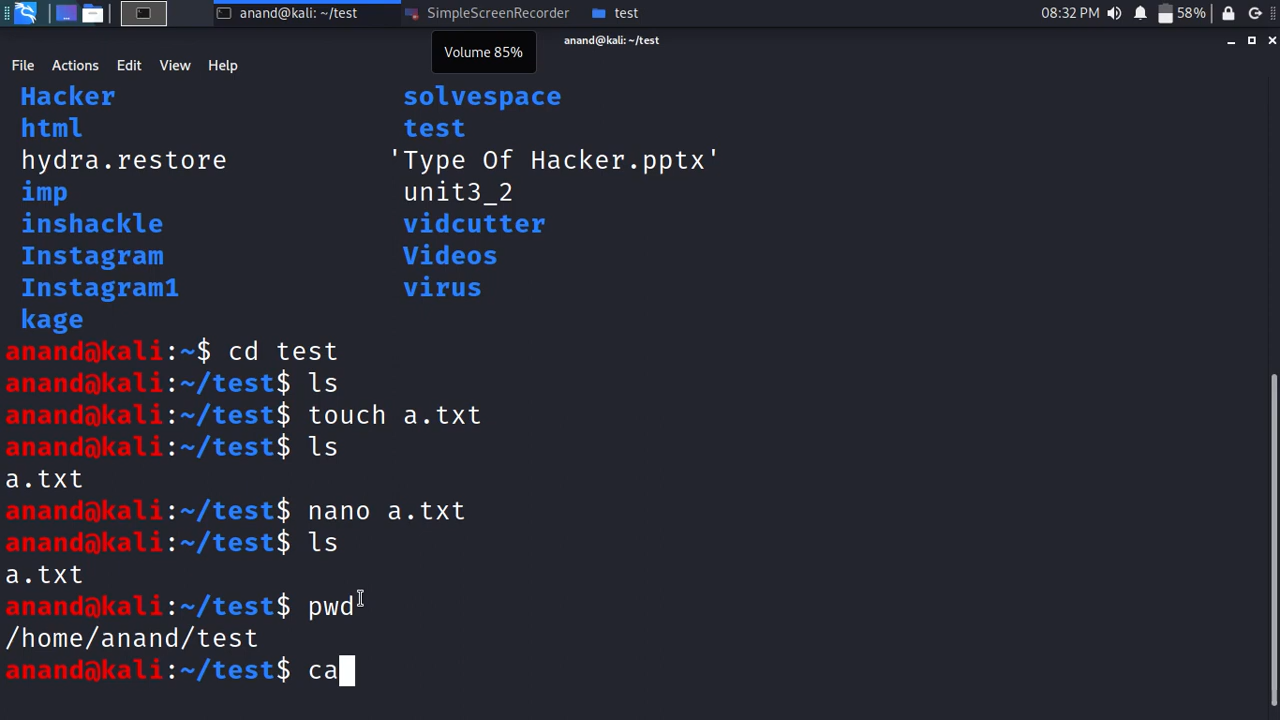 anand@kali: ~/test SimpleScreenRecorder test 08:32 PM 58%
Volume 85%
anand@kali: ~/test
File Actions Edit View Help
Hacker solvespace
html test
hydra.restore 'Type Of Hacker.pptx'
imp unit3_2
inshackle vidcutter
Instagram Videos
Instagram1 virus
kage
anand@kali:~$ cd test
anand@kali:~/test$ ls
anand@kali:~/test$ touch a.txt
anand@kali:~/test$ ls
a.txt
anand@kali:~/test$ nano a.txt
anand@kali:~/test$ ls
a.txt
anand@kali:~/test$ pwd
/home/anand/test
anand@kali:~/test$ ca